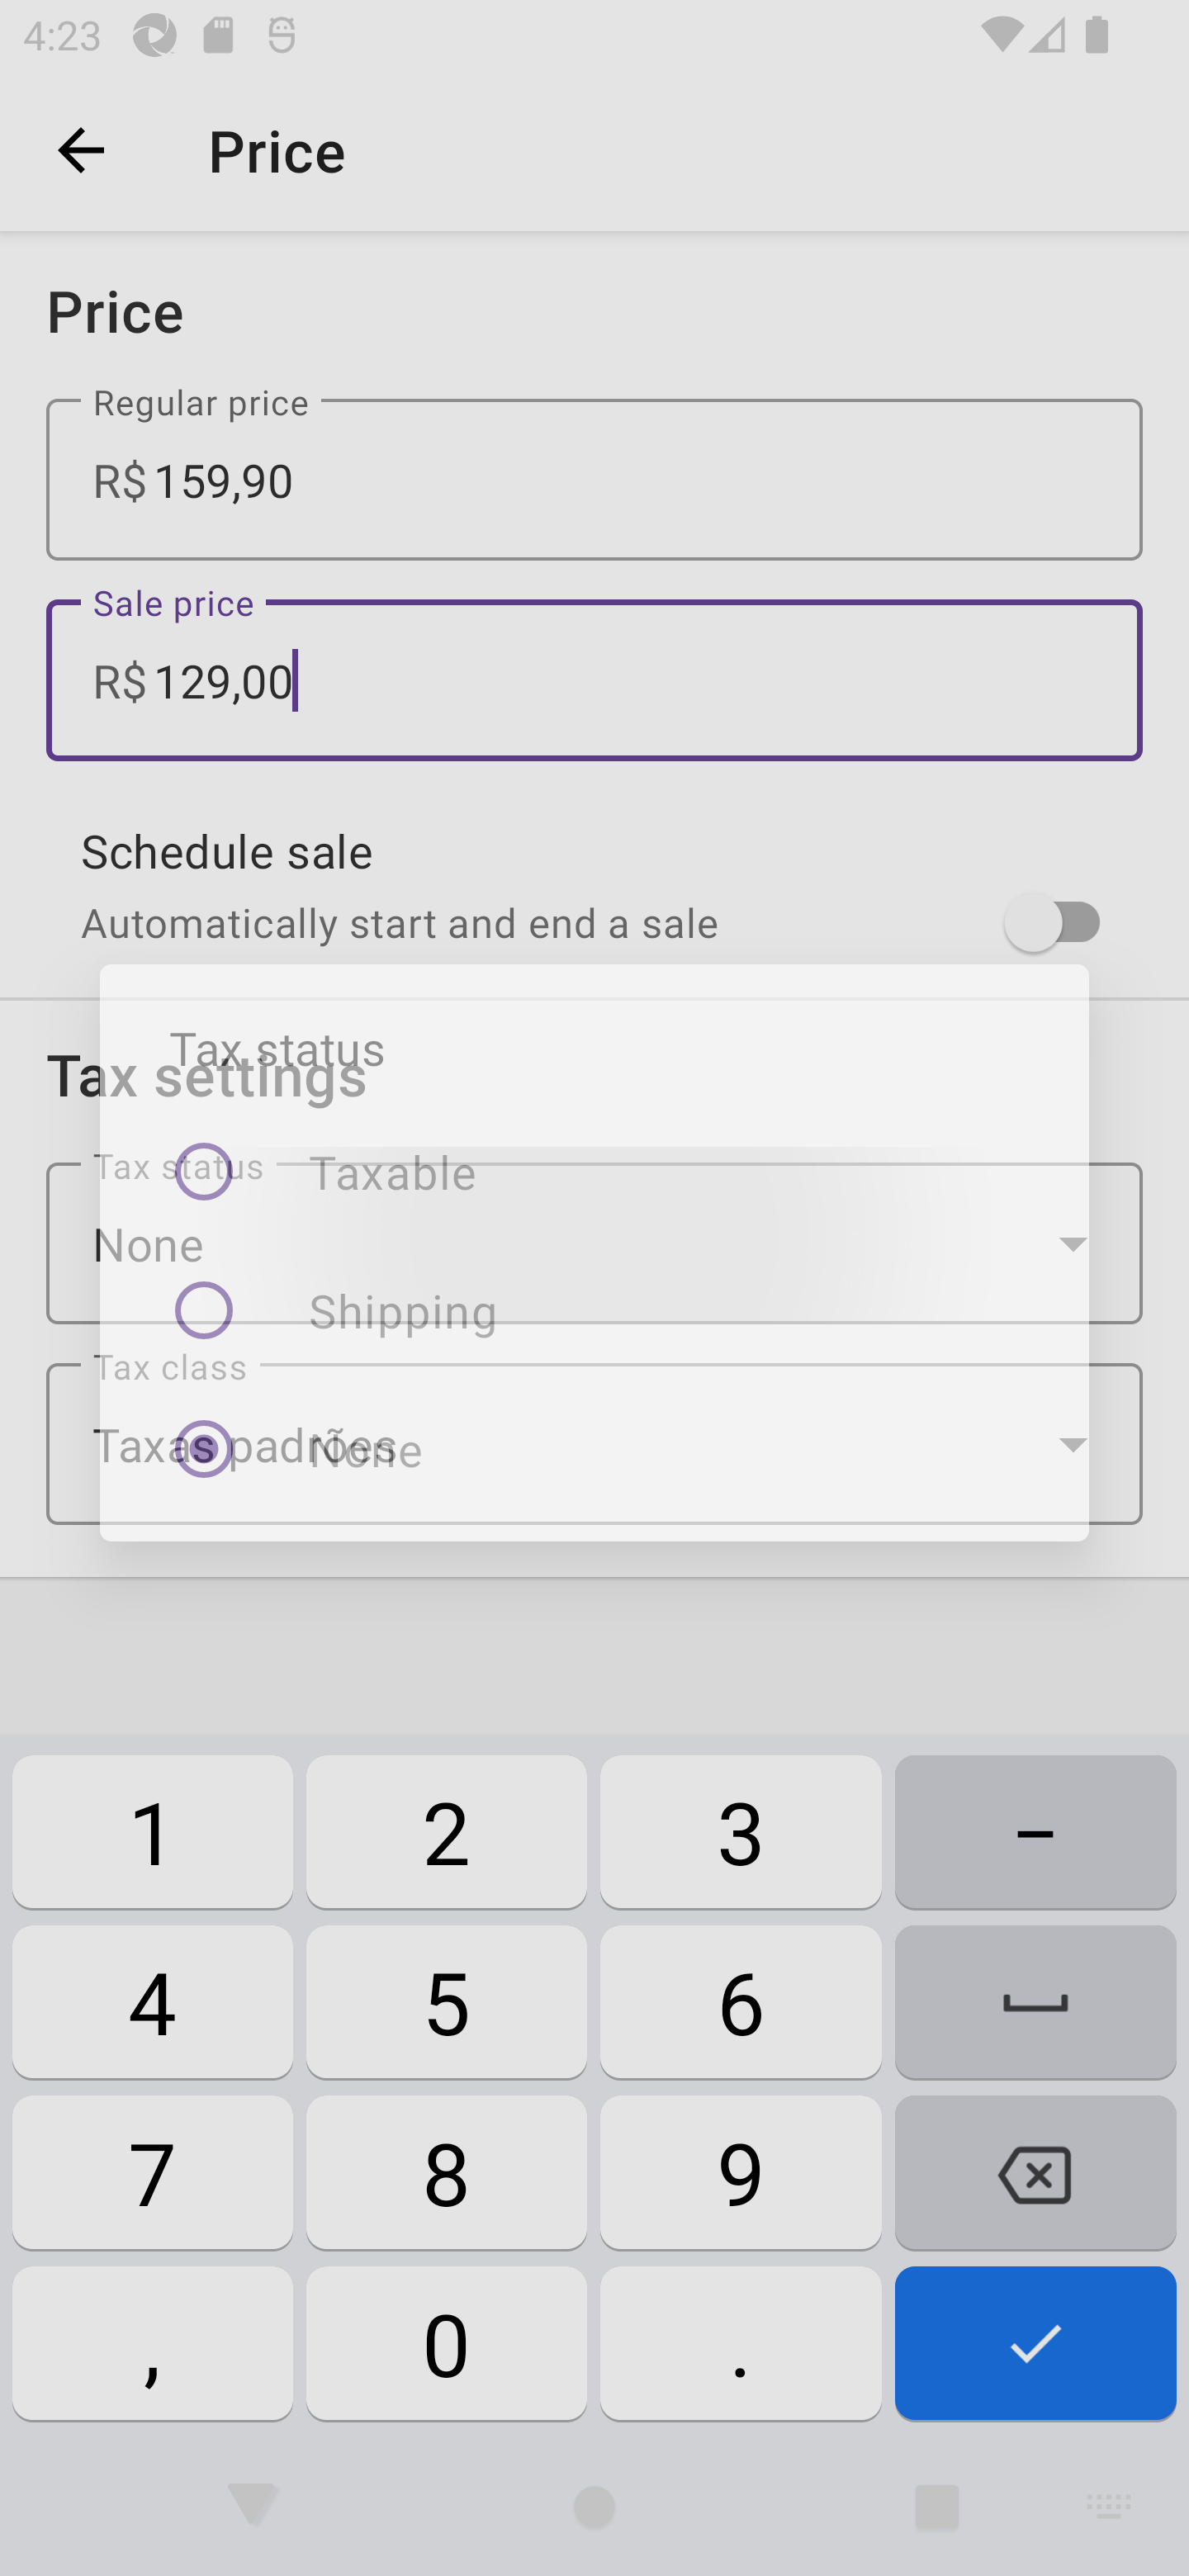 4:23
Price
Price
Regular price
R$ 159,90
Sale price
R$ 129,00
Schedule sale
Automatically start and end a sale
Tax status
Tax settings
Tax status
Taxable
None
Shipping
Tax class
Taxas padrões
None
1 2 3 –
4 5 6
7 8 9
, 0 .